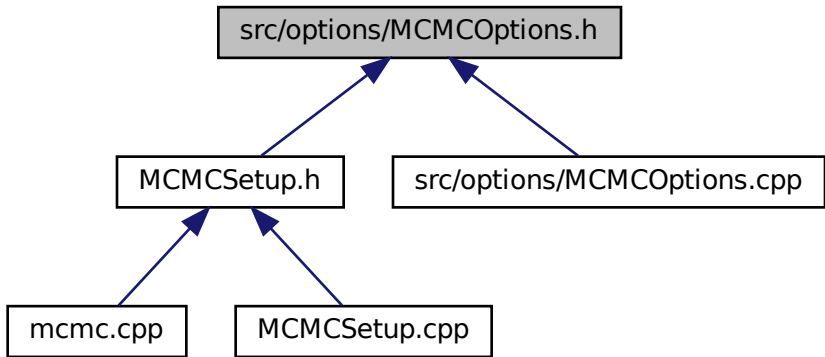 src/options/MCMCOptions.h
MCMCSetup.h
src/options/MCMCOptions.cpp
mcmc.cpp
MCMCSetup.cpp